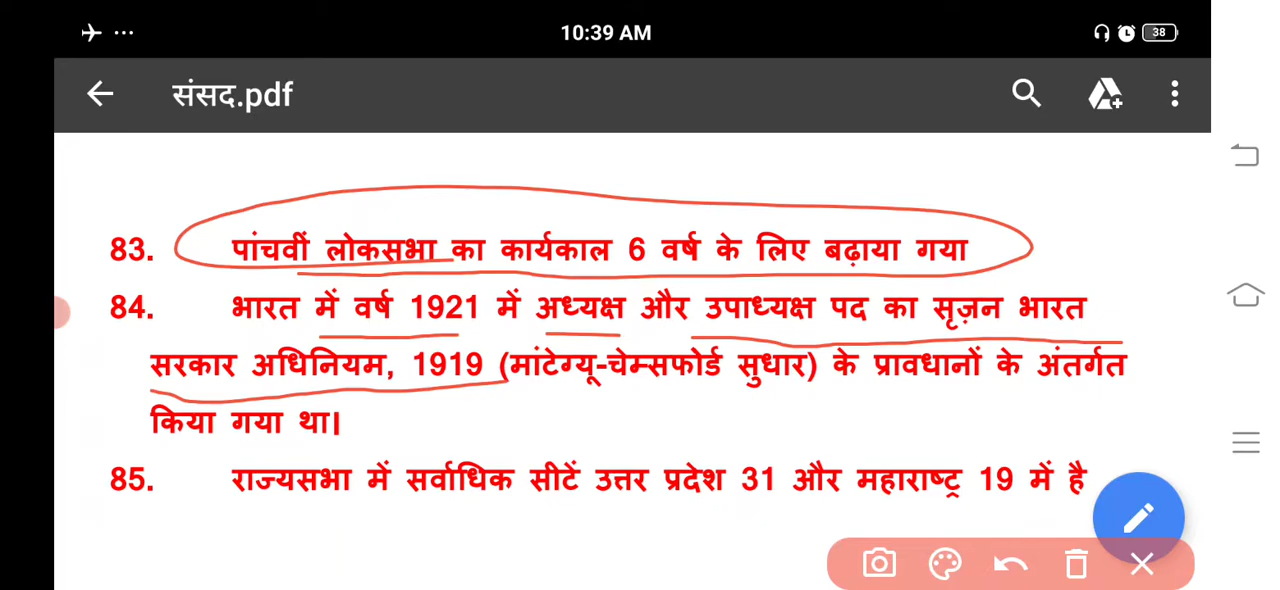 10:39 AM
38
संसद.pdf
83. पांचवीं लोकसभा का कार्यकाल 6 वर्ष के लिए बढ़ाया गया
84. भारत में वर्ष 1921 में अध्यक्ष और उपाध्यक्ष पद का सृज़न भारत
सरकार अधिनियम, 1919 (मांटेग्यू-चेम्सफोर्ड सुधार) के प्रावधानों के अंतर्गत
किया गया था।
85. राज्यसभा में सर्वाधिक सीटें उत्तर प्रदेश 31 और महाराष्ट्र 19 में है